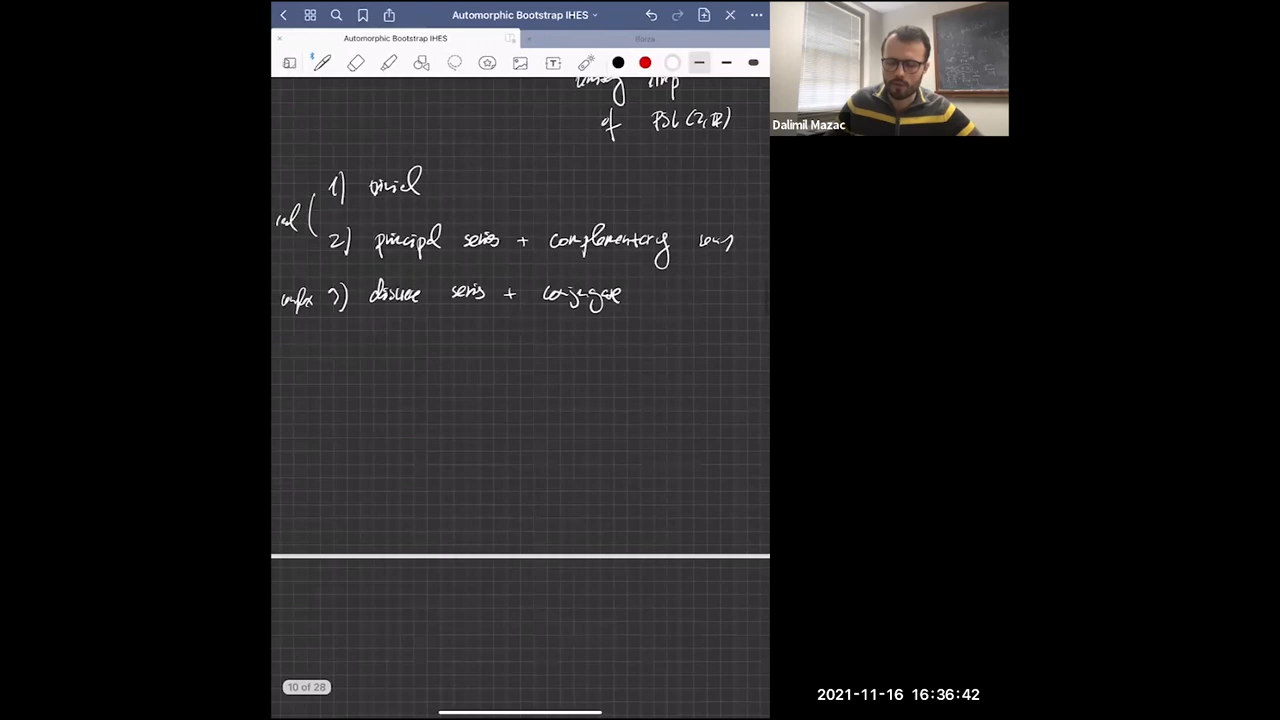 Automorphic Bootstrap IHES
Automorphic Bootstrap IHES
of PSL(2,ℝ)
1) trivial
real
2) principal series + complementary series
complex 3) discrete series + conjugate
10 of 28
Dalimil Mazac
2021-11-16 16:36:42